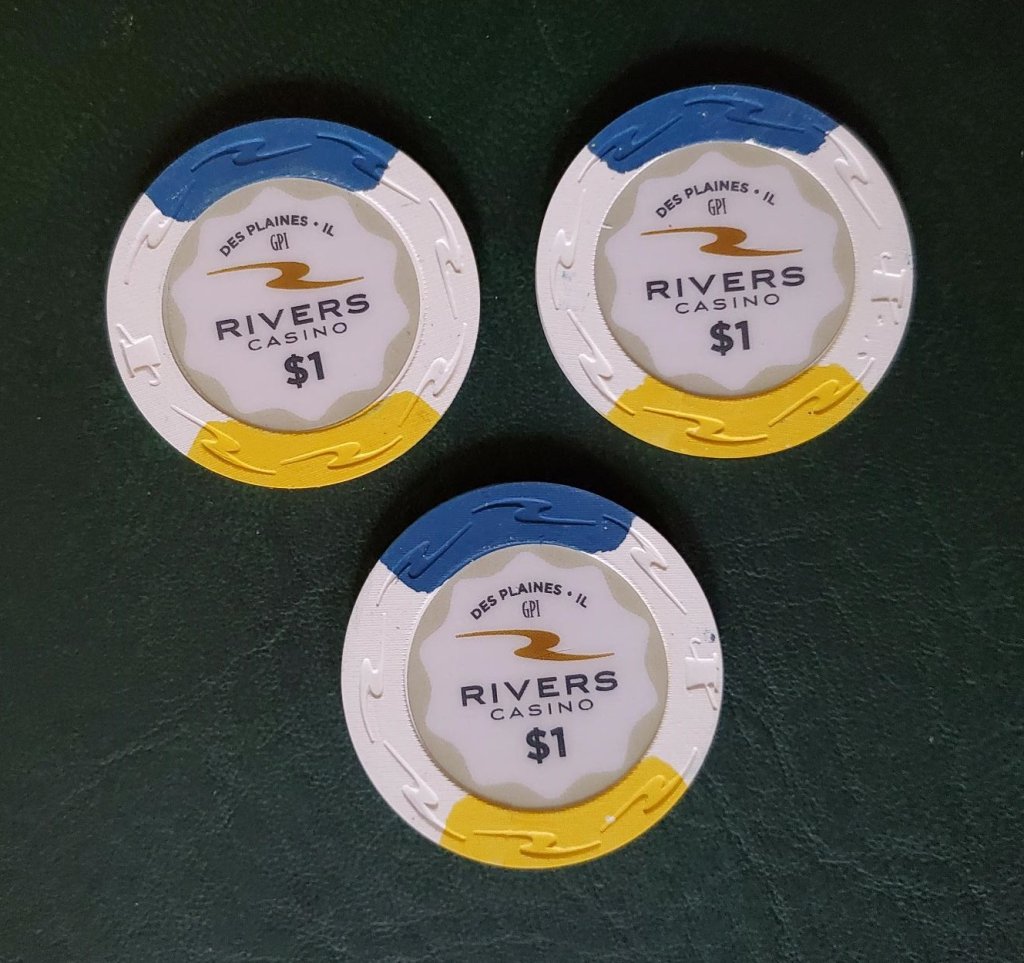 DES PLAINES • IL
GPI
RIVERS
CASINO
$1
DES PLAINES • IL
GPI
RIVERS
CASINO
$1
DES PLAINES • IL
GPI
RIVERS
CASINO
$1